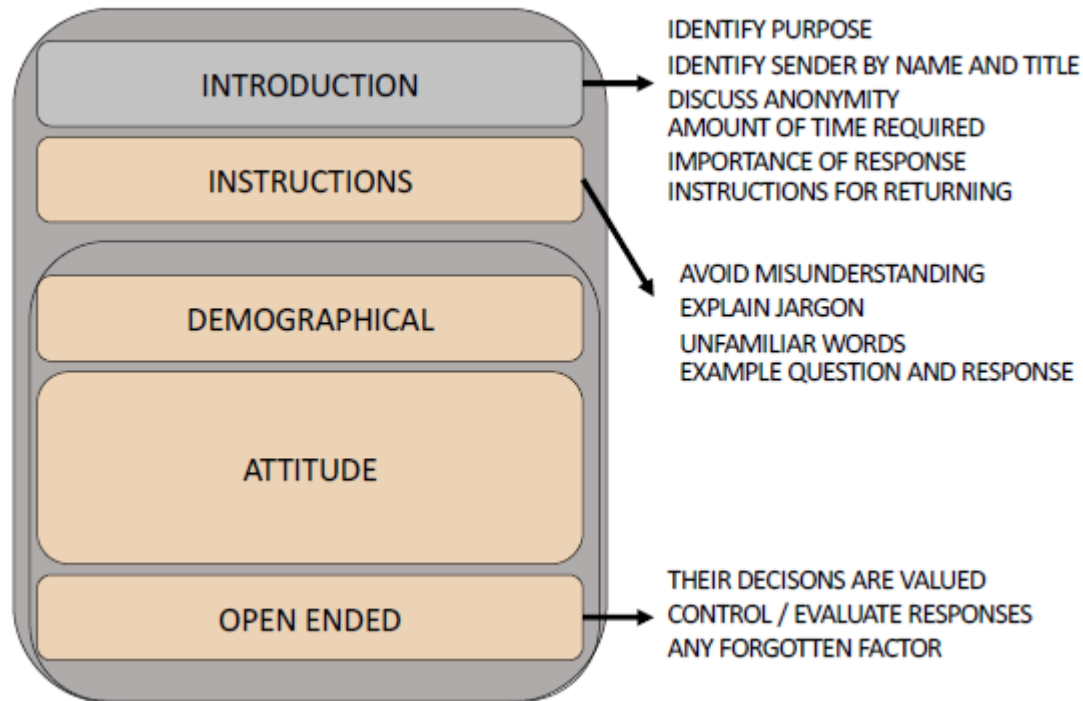 INTRODUCTION
IDENTIFY PURPOSE
IDENTIFY SENDER BY NAME AND TITLE
DISCUSS ANONYMITY
AMOUNT OF TIME REQUIRED
IMPORTANCE OF RESPONSE
INSTRUCTIONS FOR RETURNING
INSTRUCTIONS
AVOID MISUNDERSTANDING
EXPLAIN JARGON
UNFAMILIAR WORDS
EXAMPLE QUESTION AND RESPONSE
DEMOGRAPHICAL
ATTITUDE
OPEN ENDED
THEIR DECISONS ARE VALUED
CONTROL / EVALUATE RESPONSES
ANY FORGOTTEN FACTOR